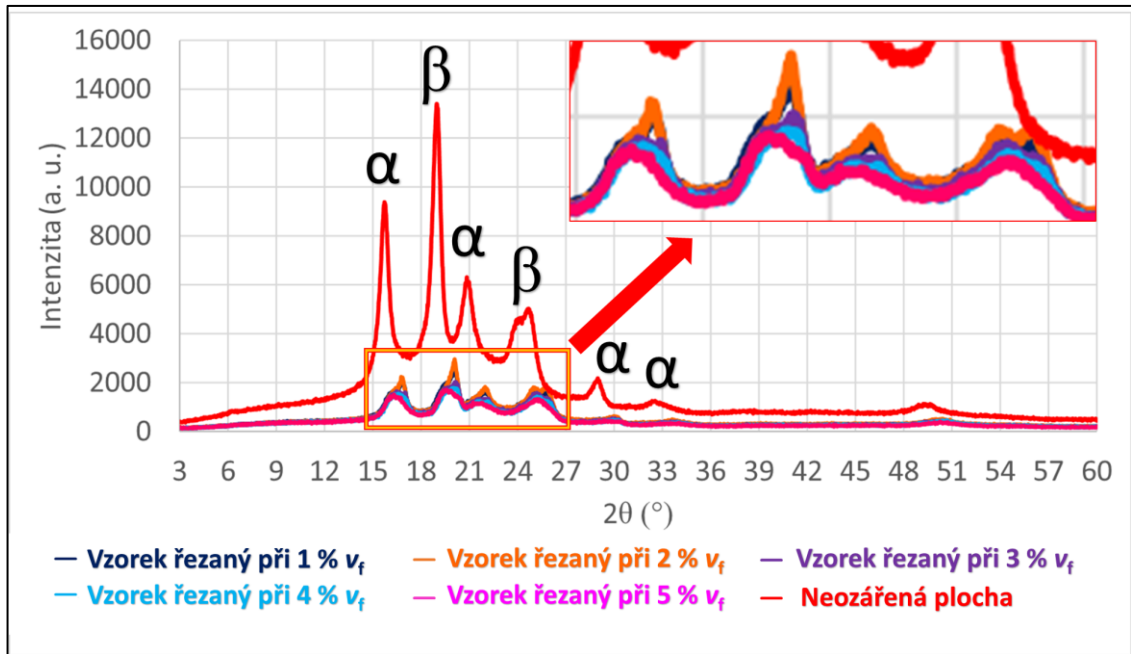 Intenzita (a. u.)
16000
14000
12000
10000
8000
6000
4000
2000
0
α
β
α
β
α
α
3 6 9 12 15 18 21 24 27 30 33 36 39 42 45 48 51 54 57 60
2θ (°)
Vzorek řezaný při 1 % vf
Vzorek řezaný při 2 % vf
Vzorek řezaný při 3 % vf
Vzorek řezaný při 4 % vf
Vzorek řezaný při 5 % vf
Neozářená plocha